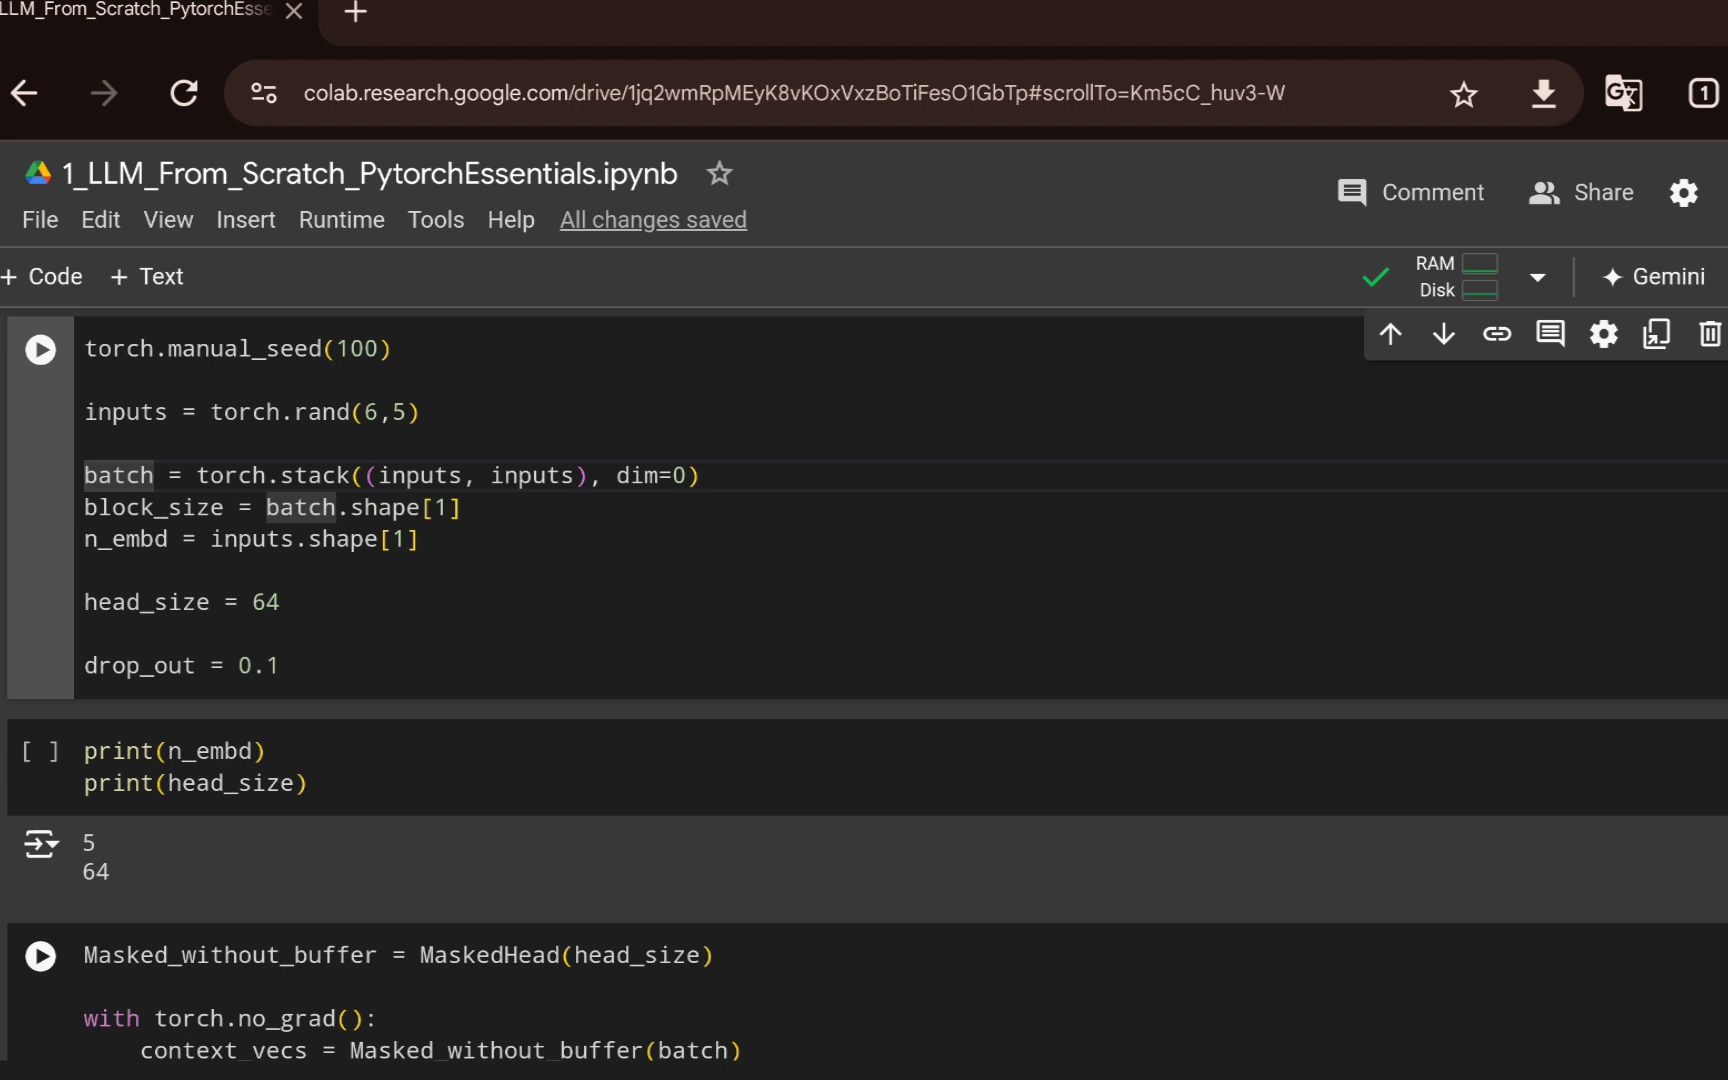 LLM_From_Scratch_PytorchEsse
colab.research.google.com/drive/1jq2wmRpMEyK8vKOxVxzBoTiFesO1GbTp#scrollTo=Km5cC_huv3-W
1
1_LLM_From_Scratch_PytorchEssentials.ipynb
Comment Share
File Edit View Insert Runtime Tools Help All changes saved
+ Code + Text
RAM
Disk
Gemini
torch.manual_seed(100)
inputs = torch.rand(6,5)
batch = torch.stack((inputs, inputs), dim=0)
block_size = batch.shape[1]
n_embd = inputs.shape[1]
head_size = 64
drop_out = 0.1
[ ] print(n_embd)
print(head_size)
5
64
Masked_without_buffer = MaskedHead(head_size)
with torch.no_grad():
context_vecs = Masked_without_buffer(batch)